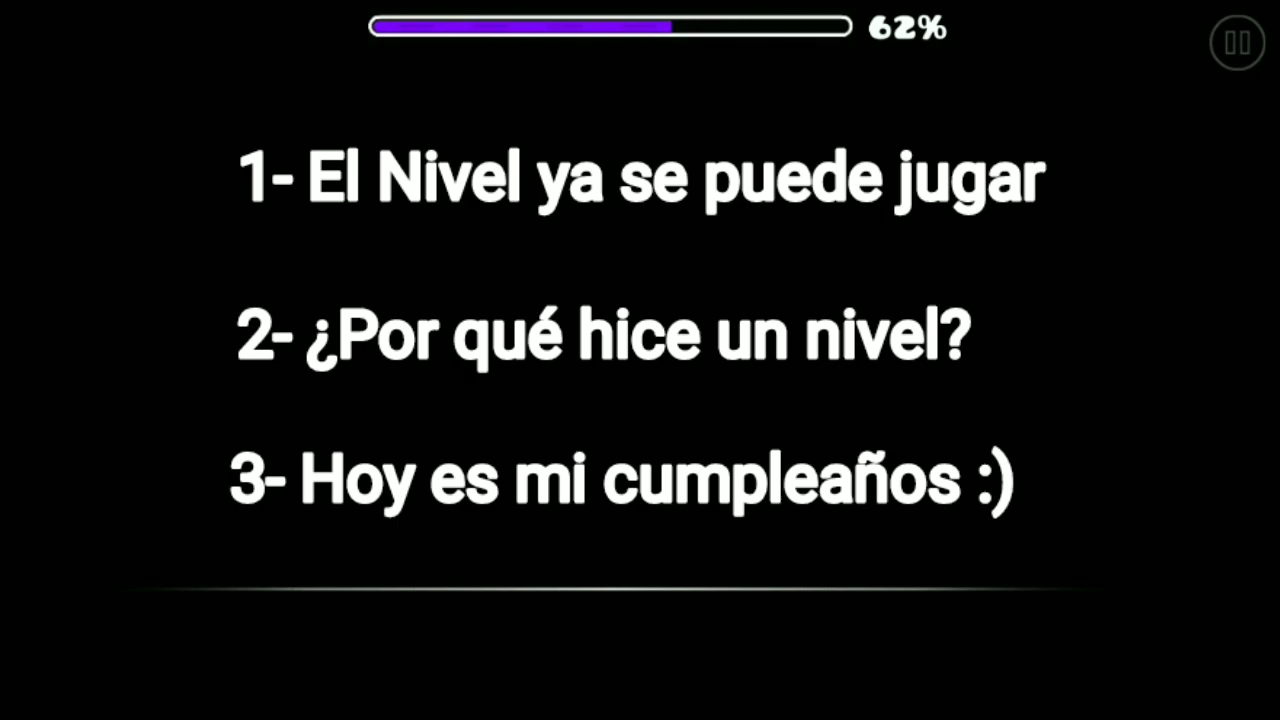 62%
1- El Nivel ya se puede jugar
2- ¿Por qué hice un nivel?
3- Hoy es mi cumpleaños :)